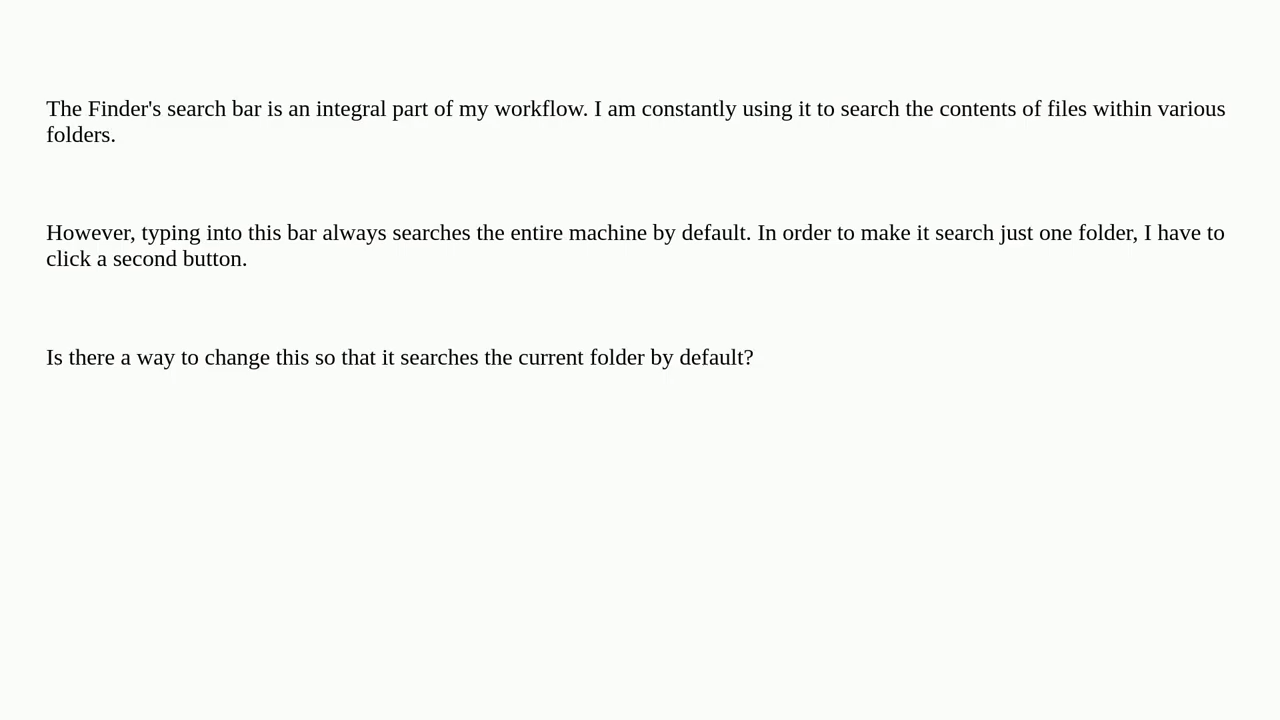 The Finder's search bar is an integral part of my workflow. I am constantly using it to search the contents of files within various
folders.
However, typing into this bar always searches the entire machine by default. In order to make it search just one folder, I have to
click a second button.
Is there a way to change this so that it searches the current folder by default?